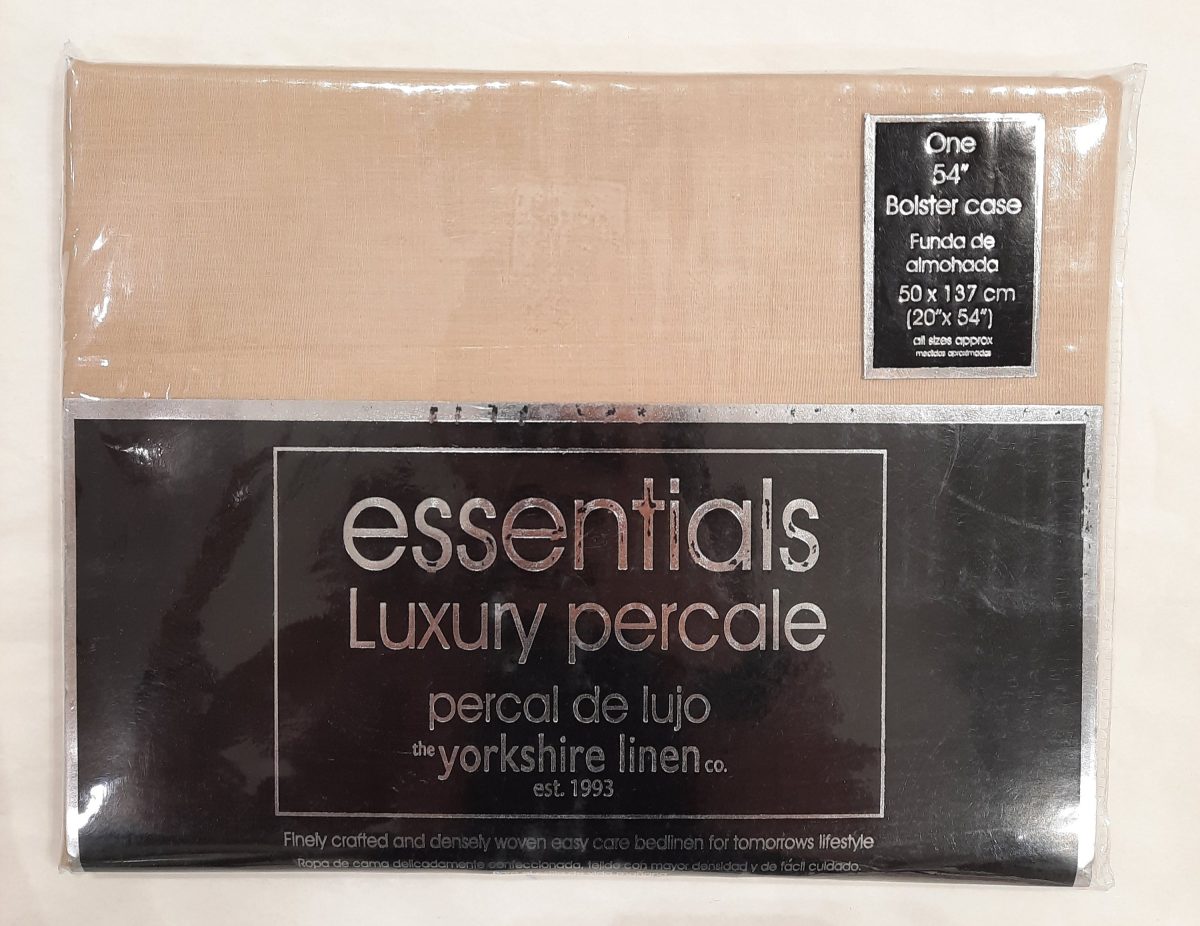 One
54"
Bolster case
Funda de
almohada
50 x 137 cm
(20"x 54")
all sizes approx
medidas aproximadas
essentials
Luxury percale
percal de lujo
the yorkshire linen co.
est. 1993
Finely crafted and densely woven easy care bedlinen for tomorrows lifestyle
Ropa de cama delicadamente confeccionada, tejido con mayor densidad y de fácil cuidado.